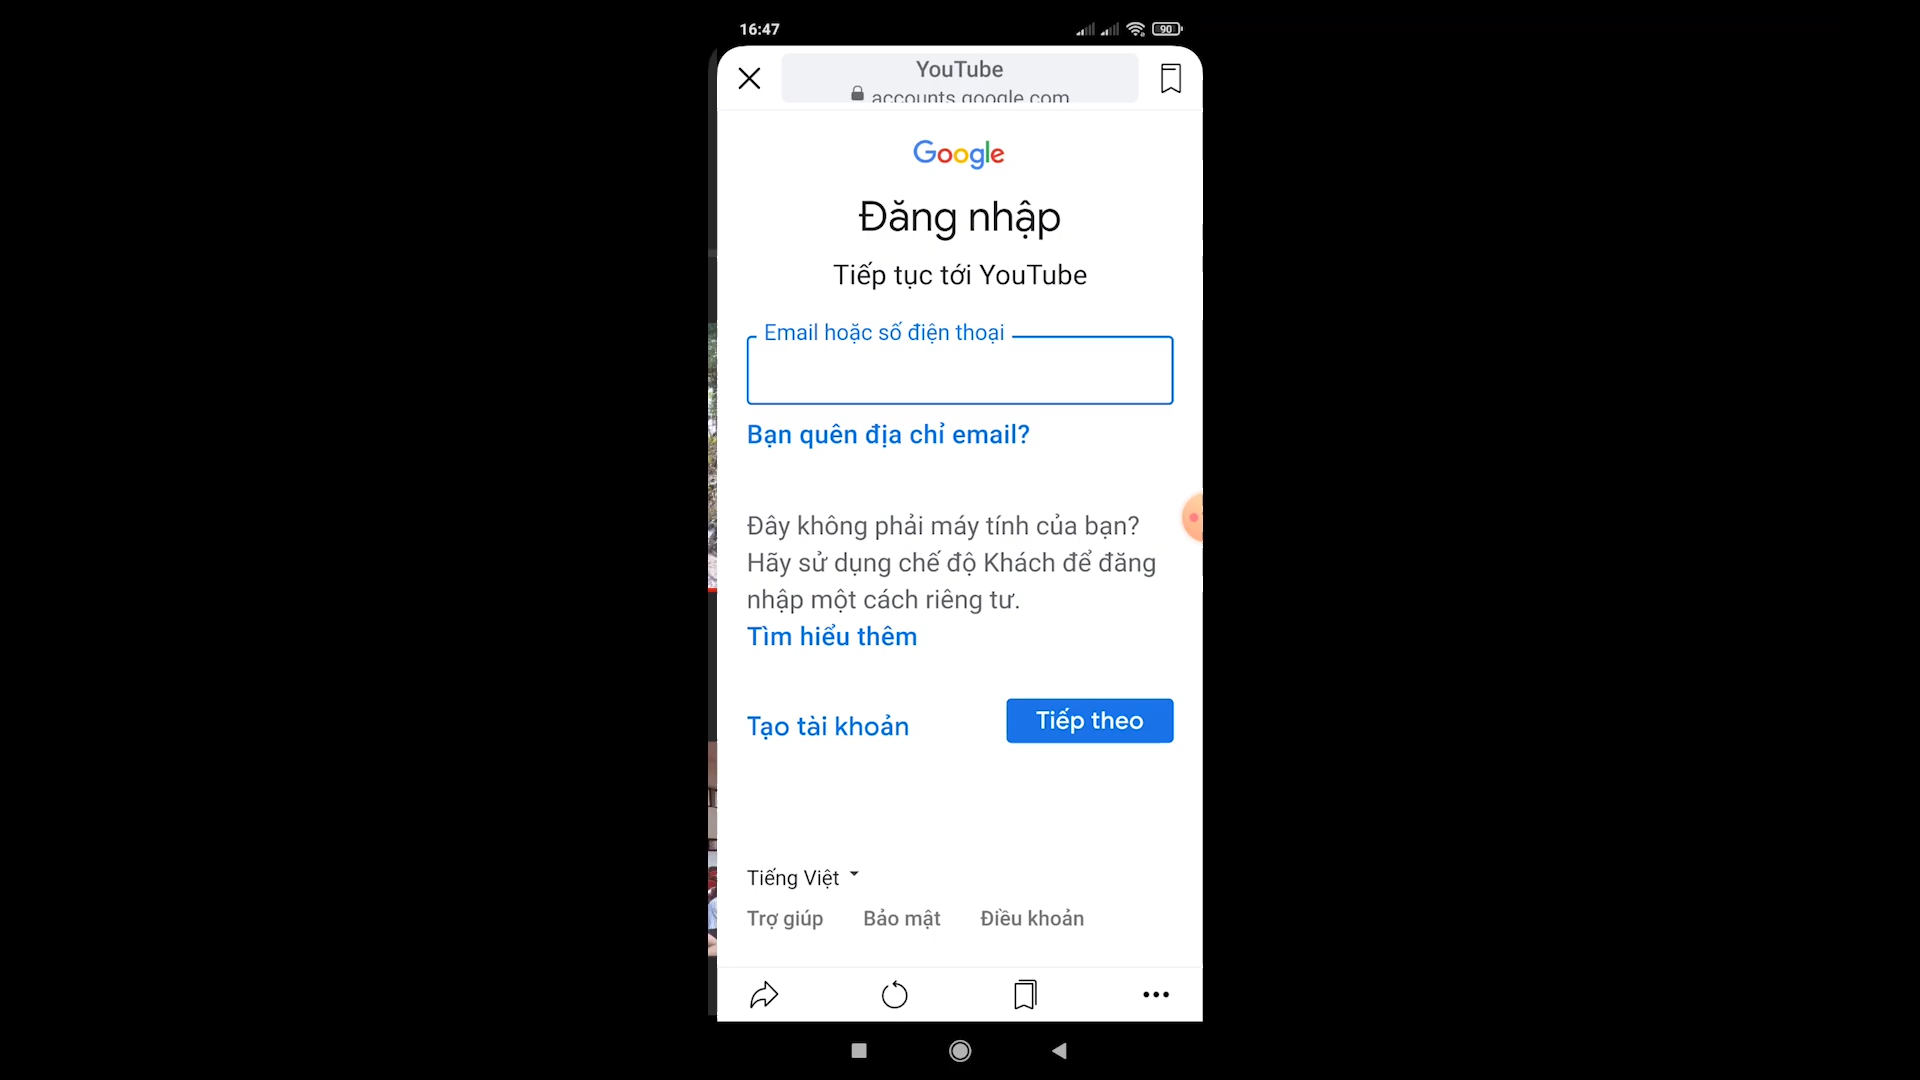 16:47
90
YouTube
accounts.google.com
Google
Đăng nhập
Tiếp tục tới YouTube
Email hoặc số điện thoại
Bạn quên địa chỉ email?
Đây không phải máy tính của bạn?
Hãy sử dụng chế độ Khách để đăng
nhập một cách riêng tư.
Tìm hiểu thêm
Tạo tài khoản
Tiếp theo
Tiếng Việt
Trợ giúp
Bảo mật
Điều khoản